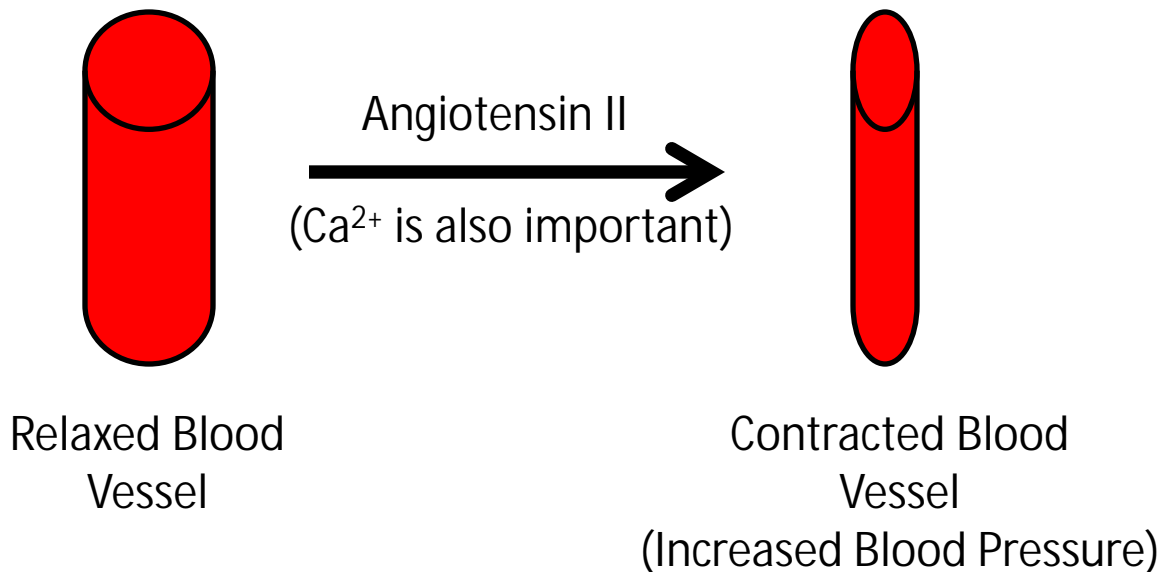 Angiotensin II
(Ca²⁺ is also important)
Relaxed Blood
Vessel
Contracted Blood
Vessel
(Increased Blood Pressure)